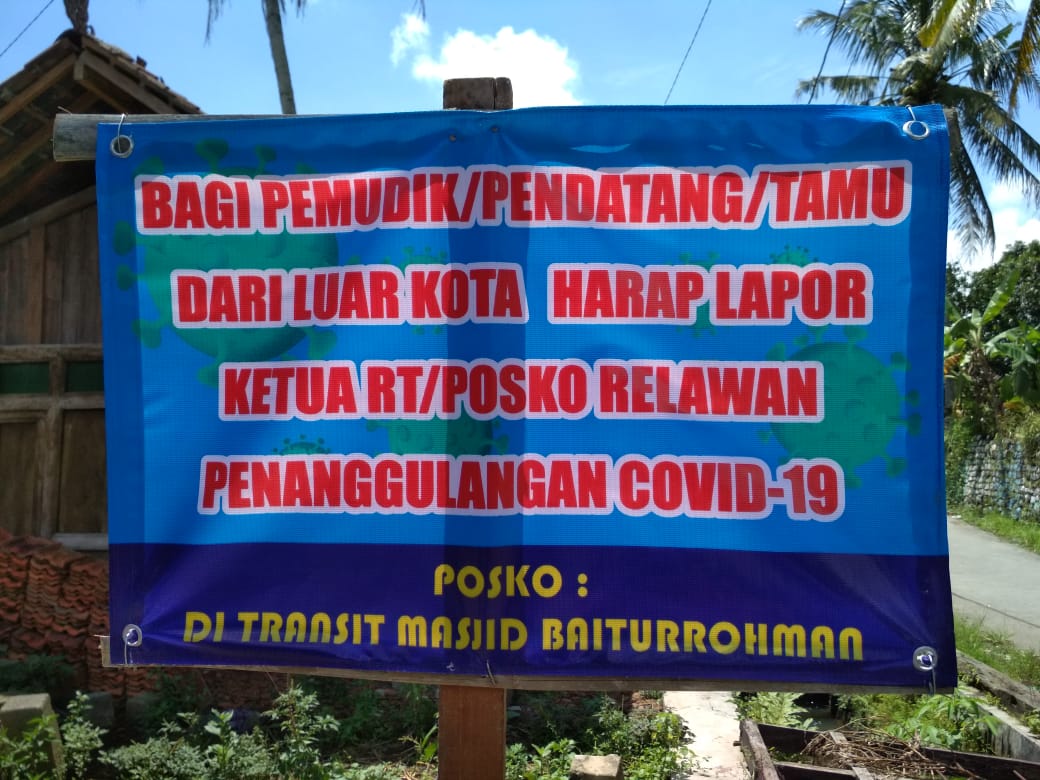 BAGI PEMUDIK/PENDATANG/TAMU
DARI LUAR KOTA HARAP LAPOR
KETUA RT/POSKO RELAWAN
PENANGGULANGAN COVID-19
POSKO :
DI TRANSIT MASJID BAITURROHMAN